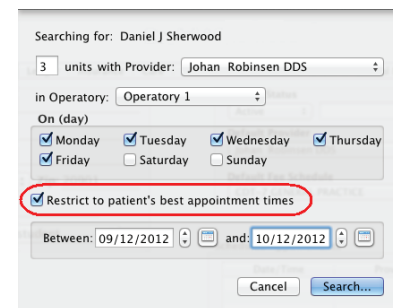 Searching for: Daniel J Sherwood
3 units with Provider: Johan Robinsen DDS
in Operatory: Operatory 1
On (day)
Monday Tuesday Wednesday Thursday
Friday Saturday Sunday
Restrict to patient's best appointment times
Between: 09/12/2012 and: 10/12/2012
Cancel Search...